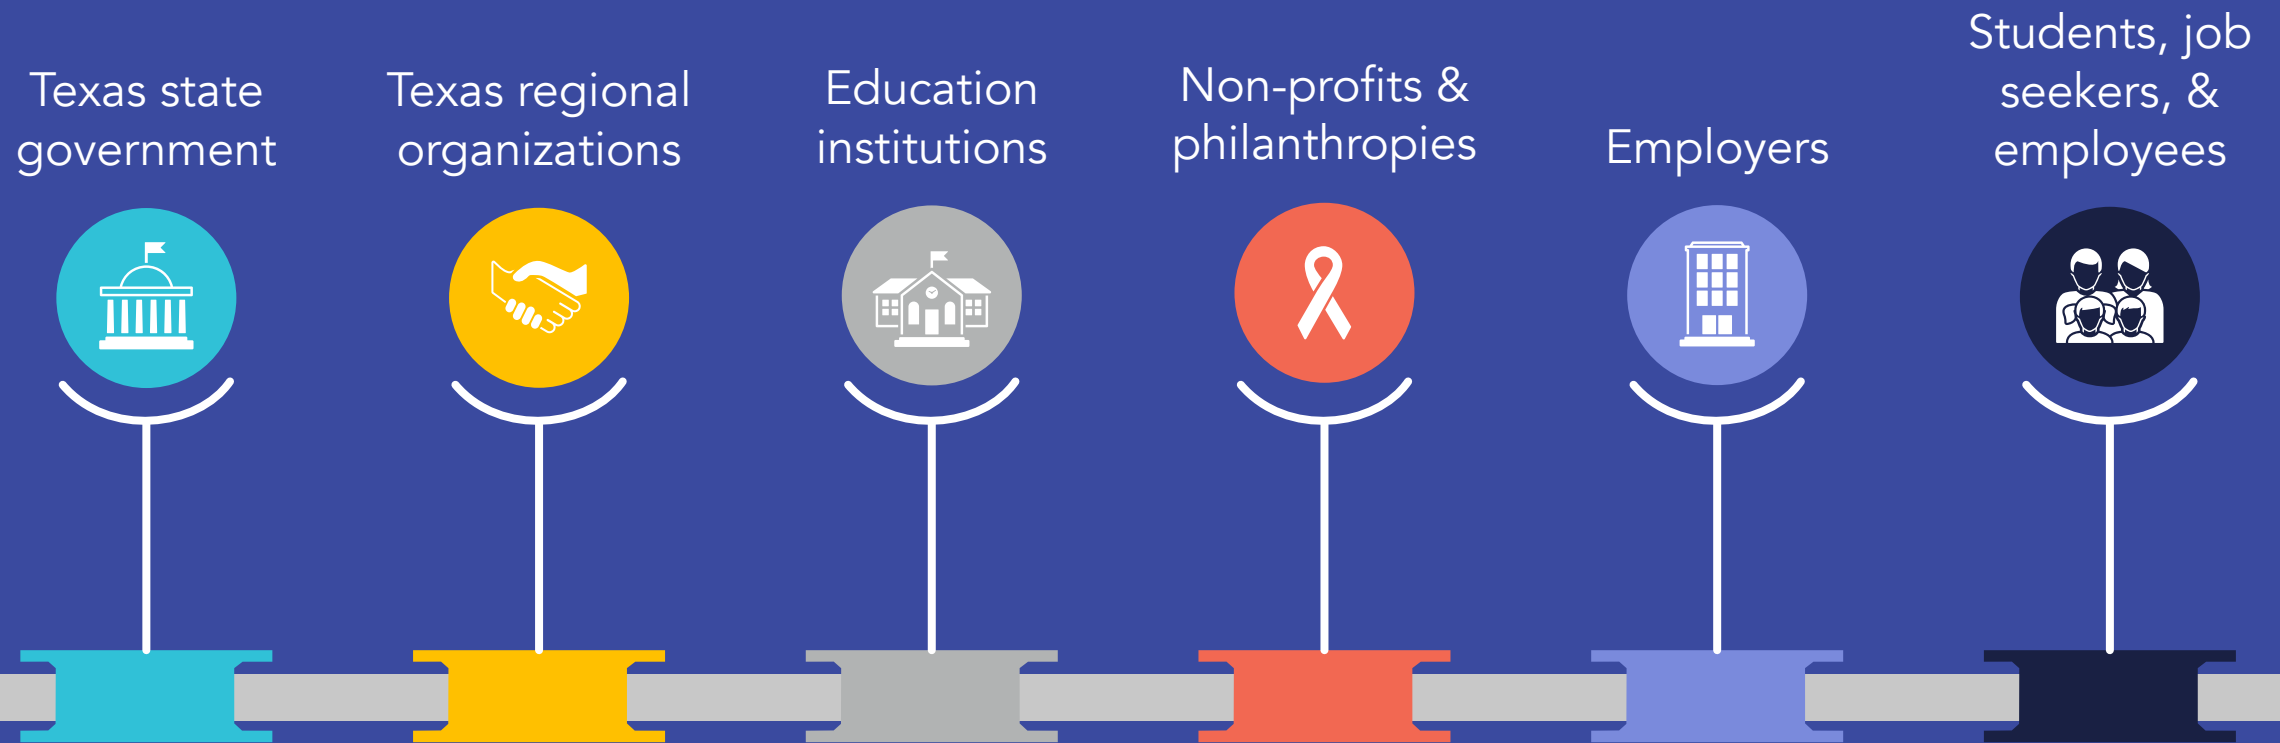 Texas state
government
Texas regional
organizations
Education
institutions
Non-profits &
philanthropies
Employers
Students, job
seekers, &
employees